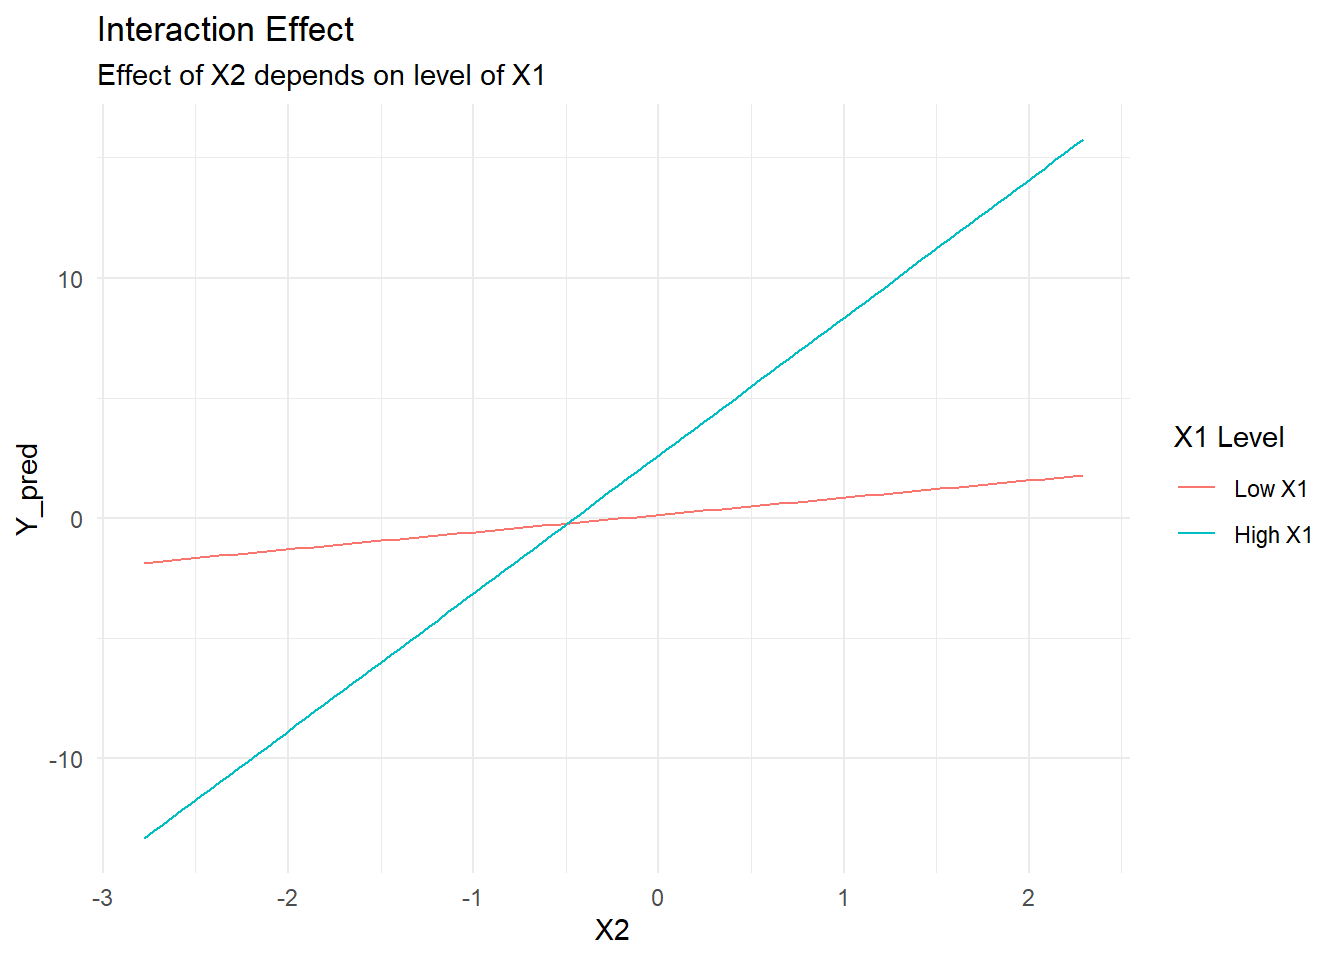 Interaction Effect
Effect of X2 depends on level of X1
10
0
-10
Y_pred
-3
-2
-1
0
1
2
X2
X1 Level
Low X1
High X1